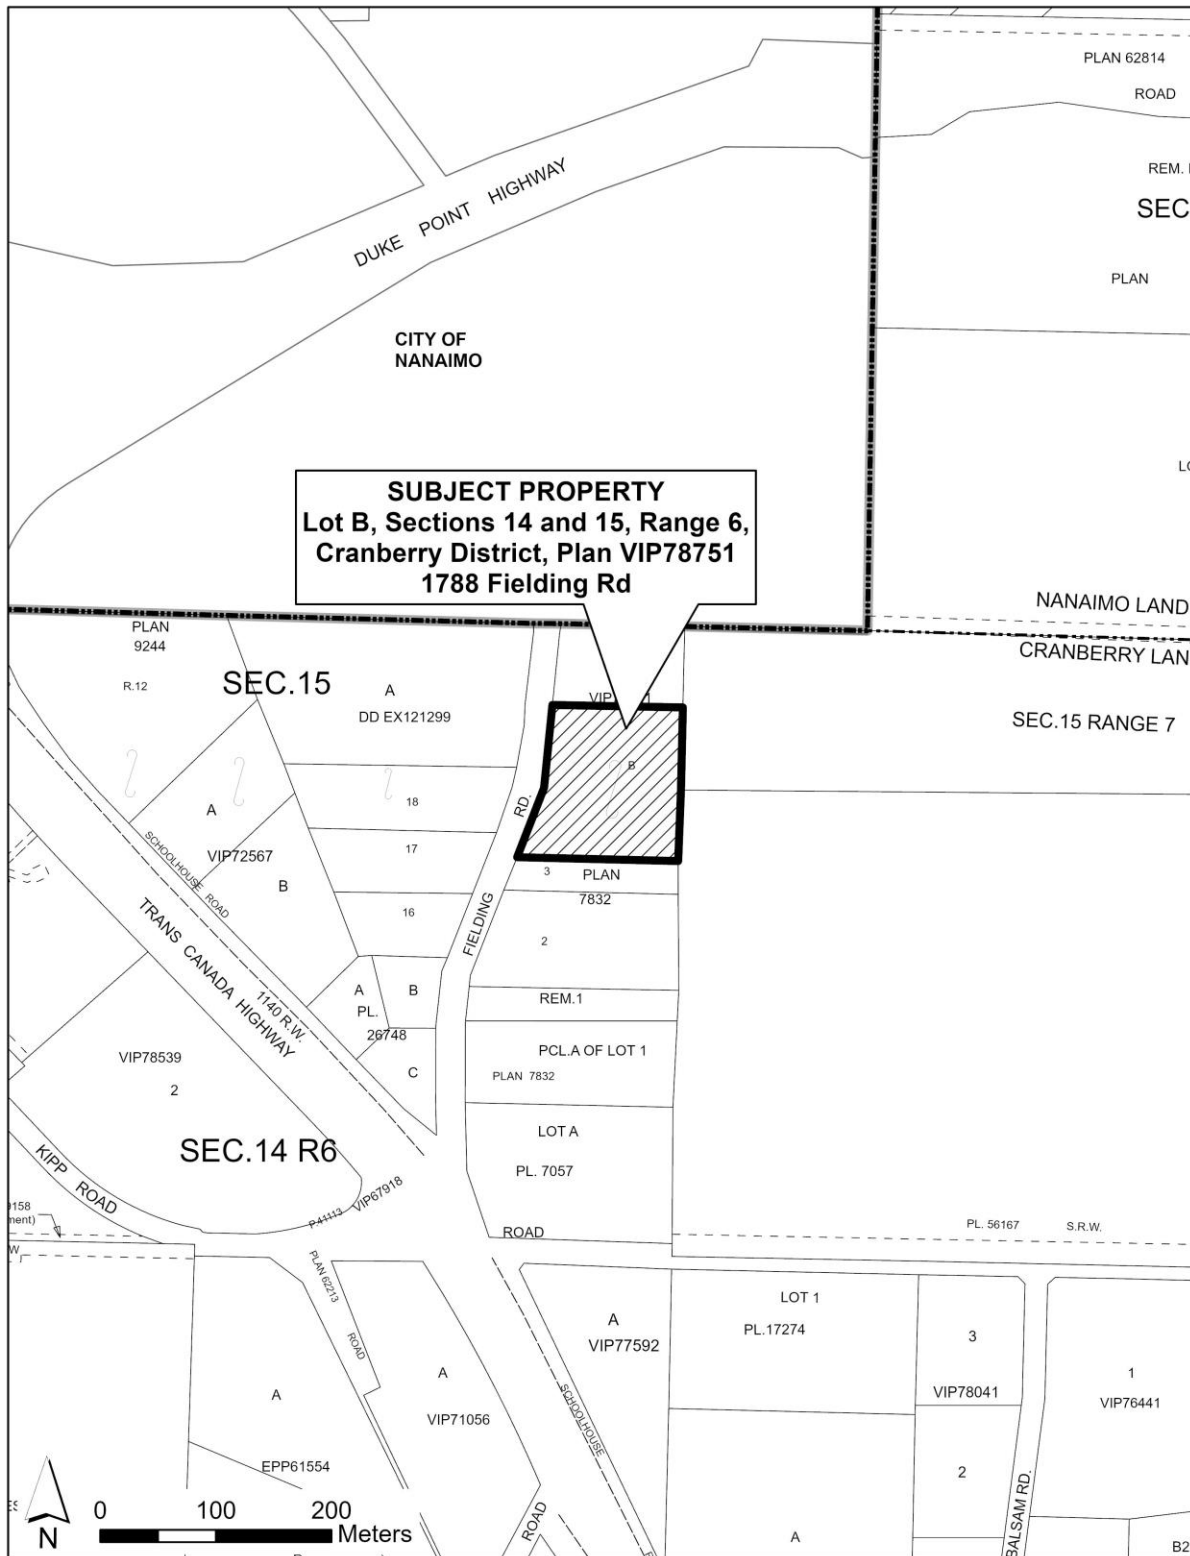 PLAN 62814
ROAD
REM.
SEC
PLAN
DUKE POINT HIGHWAY
CITY OF
NANAIMO
SUBJECT PROPERTY
Lot B, Sections 14 and 15, Range 6,
Cranberry District, Plan VIP78751
1788 Fielding Rd
NANAIMO LAND
CRANBERRY LAN
SEC.15 RANGE 7
PLAN
9244
R.12
SEC.15
A
DD EX121299
VIP
1
B
RD.
18
17
16
A
VIP72567
B
SCHOOLHOUSE ROAD
3
PLAN
7832
FIELDING
2
REM.1
A
PL.
26748
B
C
TRANS CANADA HIGHWAY
1140 R.W.
PCL.A OF LOT 1
PLAN 7832
VIP78539
2
LOT A
PL. 7057
SEC.14 R6
KIPP ROAD
P.41113
VIP67918
9158
ment)
W
ROAD
PL. 56167
S.R.W.
PLAN 62213
ROAD
A
VIP77592
LOT 1
PL.17274
3
VIP78041
1
VIP76441
A
VIP71056
SCHOOLHOUSE
A
EPP61554
2
BALSAM RD.
ROAD
A
B2
N
0 100 200
Meters